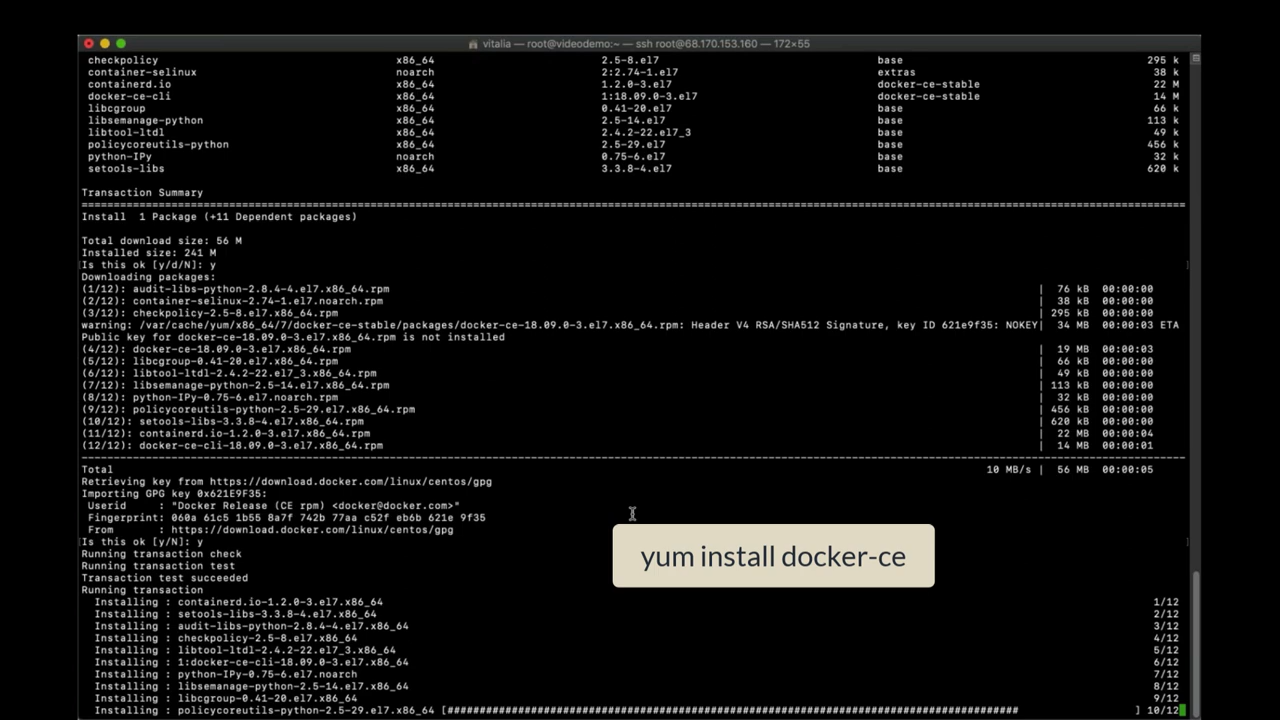 vitalia — root@videodemo:~ — ssh root@68.170.153.160 — 172×55
checkpolicy x86_64 2.5-8.el7 base 295 k
container-selinux noarch 2:2.74-1.el7 extras 38 k
containerd.io x86_64 1.2.0-3.el7 docker-ce-stable 22 M
docker-ce-cli x86_64 1:18.09.0-3.el7 docker-ce-stable 14 M
libcgroup x86_64 0.41-20.el7 base 66 k
libsemanage-python x86_64 2.5-14.el7 base 113 k
libtool-ltdl x86_64 2.4.2-22.el7_3 base 49 k
policycoreutils-python x86_64 2.5-29.el7 base 456 k
python-IPy noarch 0.75-6.el7 base 32 k
setools-libs x86_64 3.3.8-4.el7 base 620 k
Transaction Summary
Install 1 Package (+11 Dependent packages)
Total download size: 56 M
Installed size: 241 M
Is this ok [y/d/N]: y
Downloading packages:
(1/12): audit-libs-python-2.8.4-4.el7.x86_64.rpm | 76 kB 00:00:00
(2/12): container-selinux-2.74-1.el7.noarch.rpm | 38 kB 00:00:00
(3/12): checkpolicy-2.5-8.el7.x86_64.rpm | 295 kB 00:00:00
warning: /var/cache/yum/x86_64/7/docker-ce-stable/packages/docker-ce-18.09.0-3.el7.x86_64.rpm: Header V4 RSA/SHA512 Signature, key ID 621e9f35: NOKEY| 34 MB 00:00:03 ETA
Public key for docker-ce-18.09.0-3.el7.x86_64.rpm is not installed
(4/12): docker-ce-18.09.0-3.el7.x86_64.rpm | 19 MB 00:00:03
(5/12): libcgroup-0.41-20.el7.x86_64.rpm | 66 kB 00:00:00
(6/12): libtool-ltdl-2.4.2-22.el7_3.x86_64.rpm | 49 kB 00:00:00
(7/12): libsemanage-python-2.5-14.el7.x86_64.rpm | 113 kB 00:00:00
(8/12): python-IPy-0.75-6.el7.noarch.rpm | 32 kB 00:00:00
(9/12): policycoreutils-python-2.5-29.el7.x86_64.rpm | 456 kB 00:00:00
(10/12): setools-libs-3.3.8-4.el7.x86_64.rpm | 620 kB 00:00:00
(11/12): containerd.io-1.2.0-3.el7.x86_64.rpm | 22 MB 00:00:04
(12/12): docker-ce-cli-18.09.0-3.el7.x86_64.rpm | 14 MB 00:00:01
Total 10 MB/s | 56 MB 00:00:05
Retrieving key from https://download.docker.com/linux/centos/gpg
Importing GPG key 0x621E9F35:
Userid : "Docker Release (CE rpm) <docker@docker.com>"
Fingerprint: 060a 61c5 1b55 8a7f 742b 77aa c52f eb6b 621e 9f35
From : https://download.docker.com/linux/centos/gpg
Is this ok [y/N]: y
yum install docker-ce
Running transaction check
Running transaction test
Transaction test succeeded
Running transaction
Installing : containerd.io-1.2.0-3.el7.x86_64 1/12
Installing : setools-libs-3.3.8-4.el7.x86_64 2/12
Installing : audit-libs-python-2.8.4-4.el7.x86_64 3/12
Installing : checkpolicy-2.5-8.el7.x86_64 4/12
Installing : libtool-ltdl-2.4.2-22.el7_3.x86_64 5/12
Installing : 1:docker-ce-cli-18.09.0-3.el7.x86_64 6/12
Installing : python-IPy-0.75-6.el7.noarch 7/12
Installing : libsemanage-python-2.5-14.el7.x86_64 8/12
Installing : libcgroup-0.41-20.el7.x86_64 9/12
Installing : policycoreutils-python-2.5-29.el7.x86_64 [################################################################################################ ] 10/12